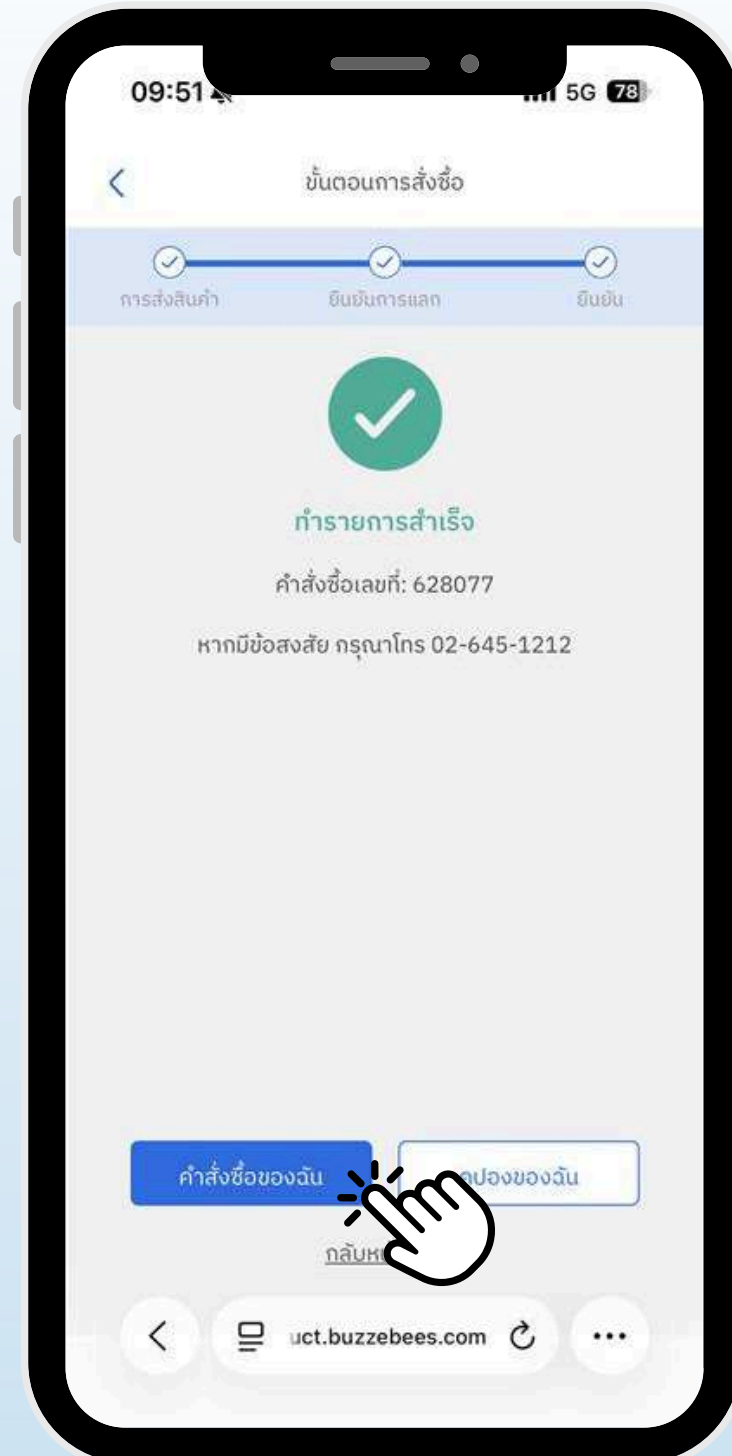 09:51
5G 78
ขั้นตอนการสั่งซื้อ
การส่งสินค้า ยืนยันการแลก ยืนยัน
ทำรายการสำเร็จ
คำสั่งซื้อเลขที่: 628077
หากมีข้อสงสัย กรุณาโทร 02-645-1212
คำสั่งซื้อของฉัน
ของฉัน
uct.buzzebees.com